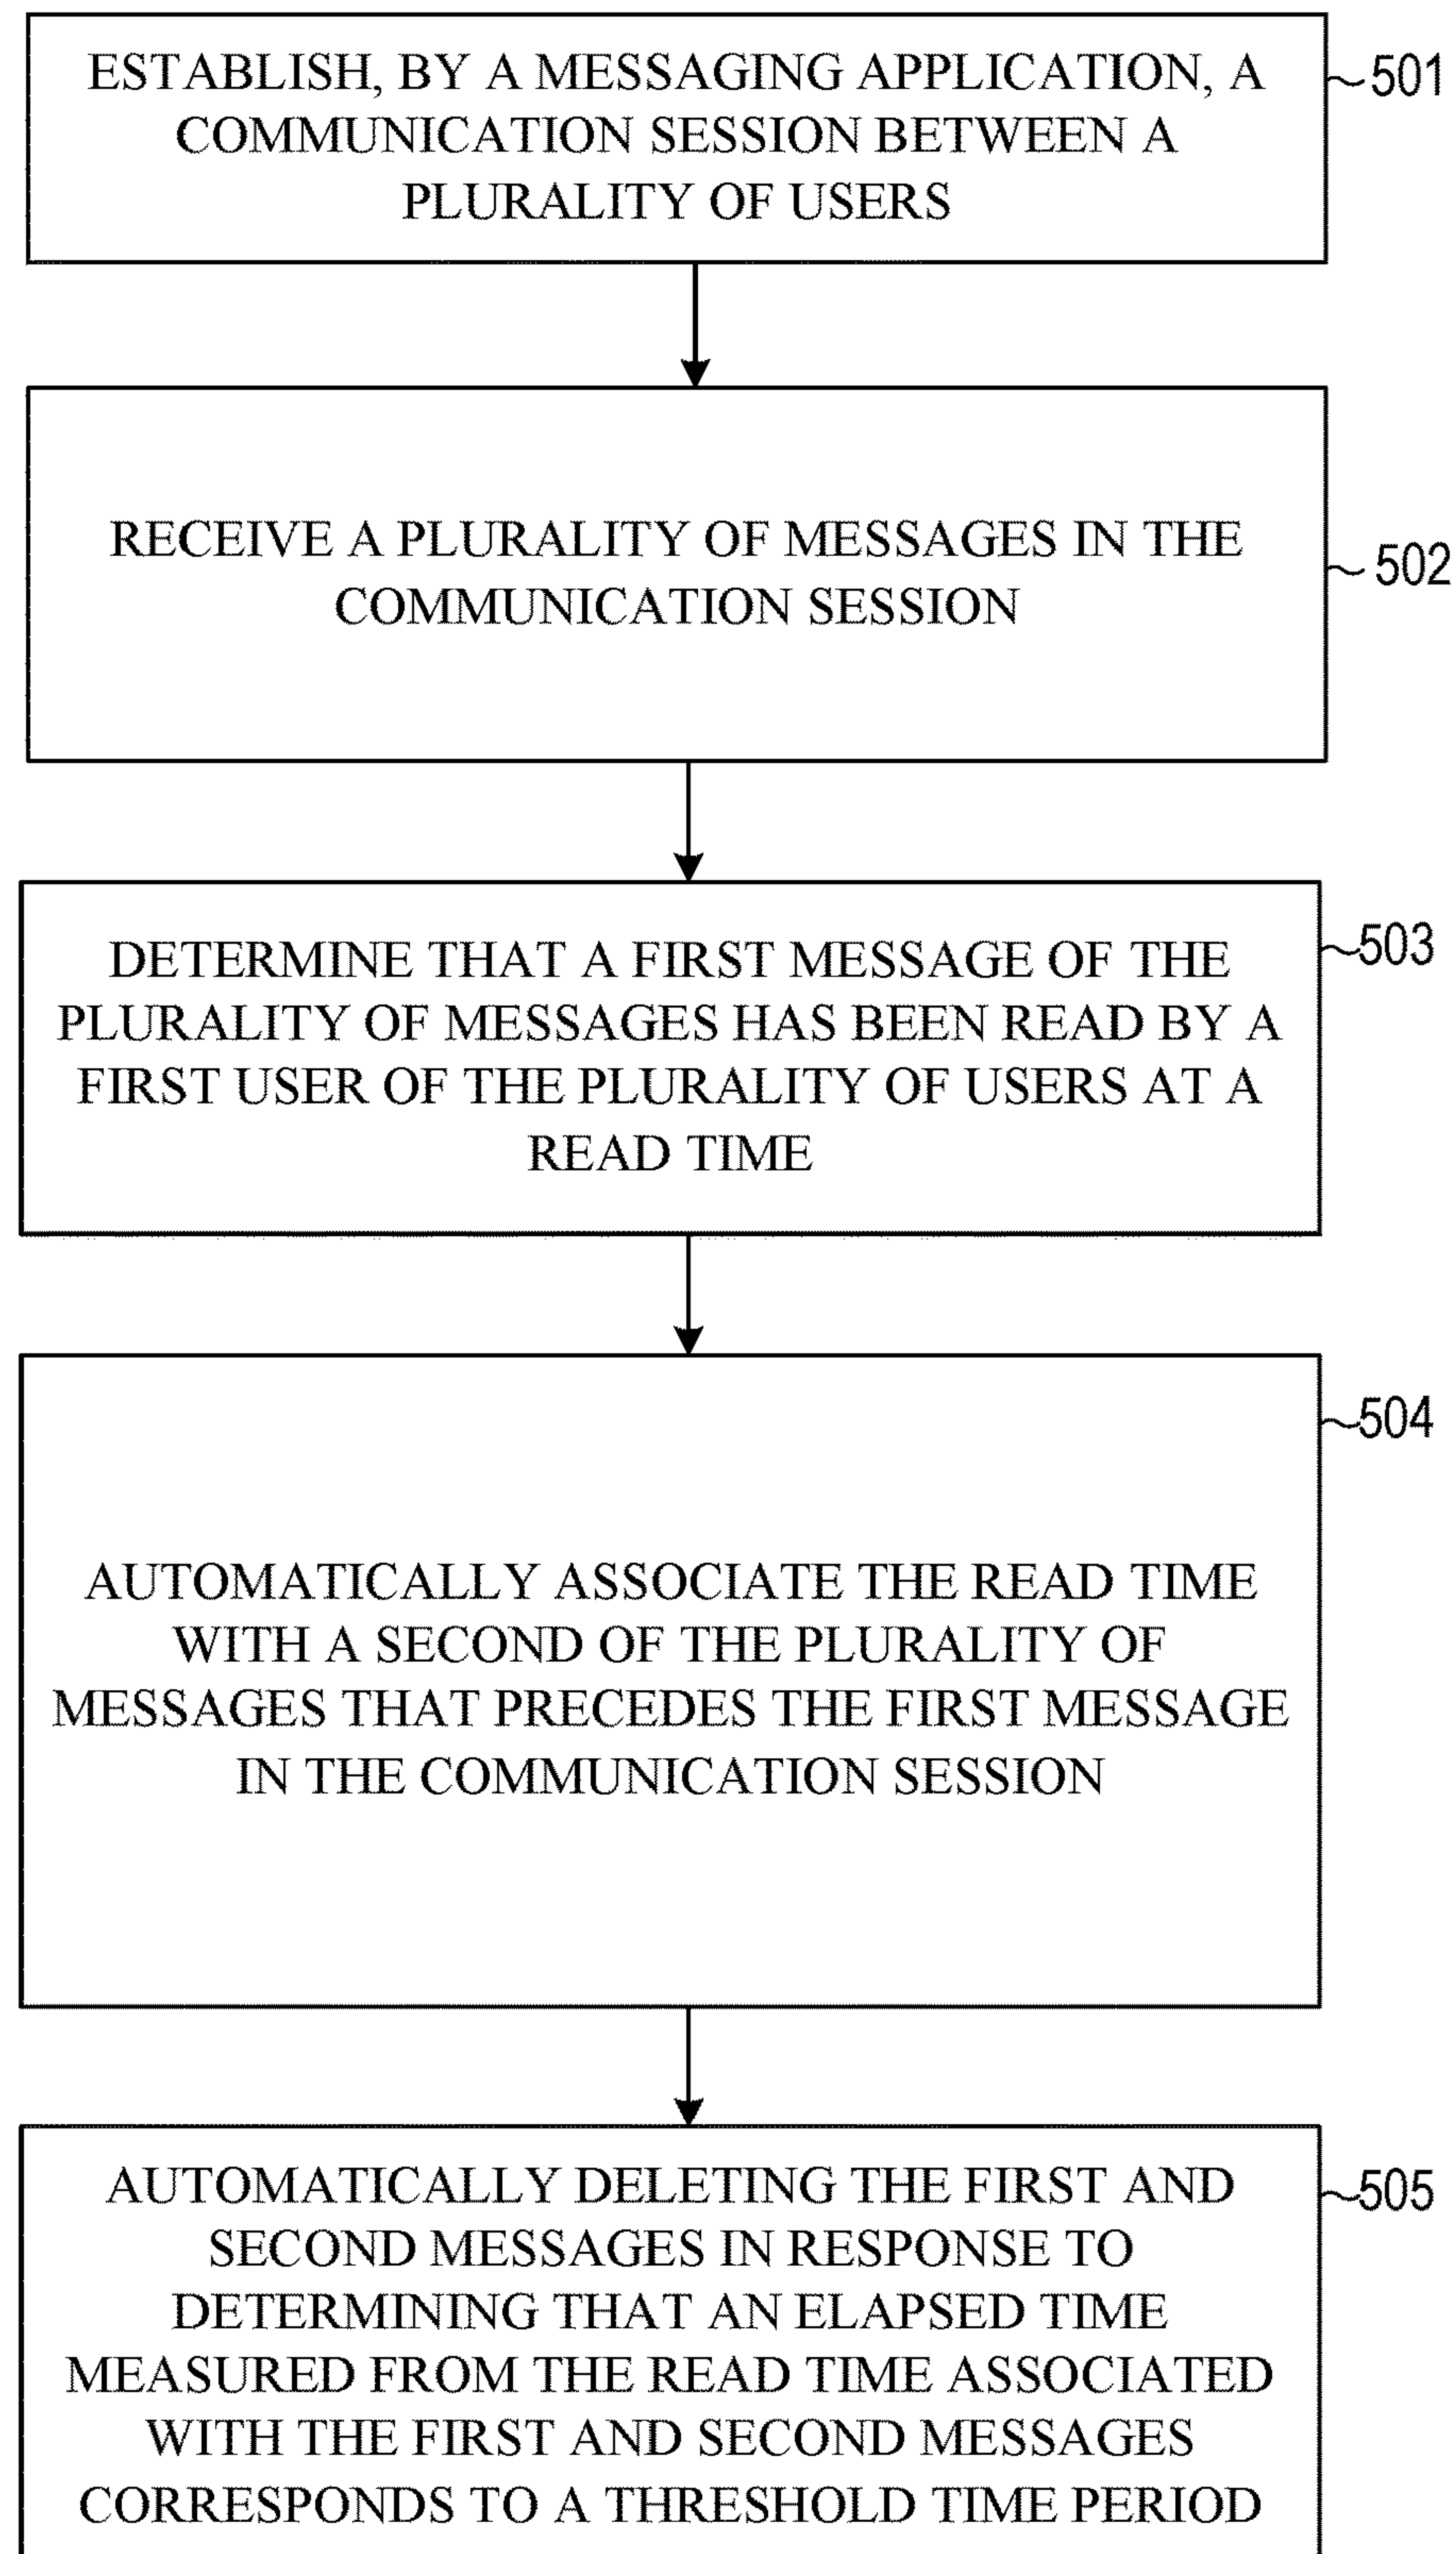 ESTABLISH, BY A MESSAGING APPLICATION, A
COMMUNICATION SESSION BETWEEN A
PLURALITY OF USERS
501
RECEIVE A PLURALITY OF MESSAGES IN THE
COMMUNICATION SESSION
502
DETERMINE THAT A FIRST MESSAGE OF THE
PLURALITY OF MESSAGES HAS BEEN READ BY A
FIRST USER OF THE PLURALITY OF USERS AT A
READ TIME
503
AUTOMATICALLY ASSOCIATE THE READ TIME
WITH A SECOND OF THE PLURALITY OF
MESSAGES THAT PRECEDES THE FIRST MESSAGE
IN THE COMMUNICATION SESSION
504
AUTOMATICALLY DELETING THE FIRST AND
SECOND MESSAGES IN RESPONSE TO
DETERMINING THAT AN ELAPSED TIME
MEASURED FROM THE READ TIME ASSOCIATED
WITH THE FIRST AND SECOND MESSAGES
CORRESPONDS TO A THRESHOLD TIME PERIOD
505